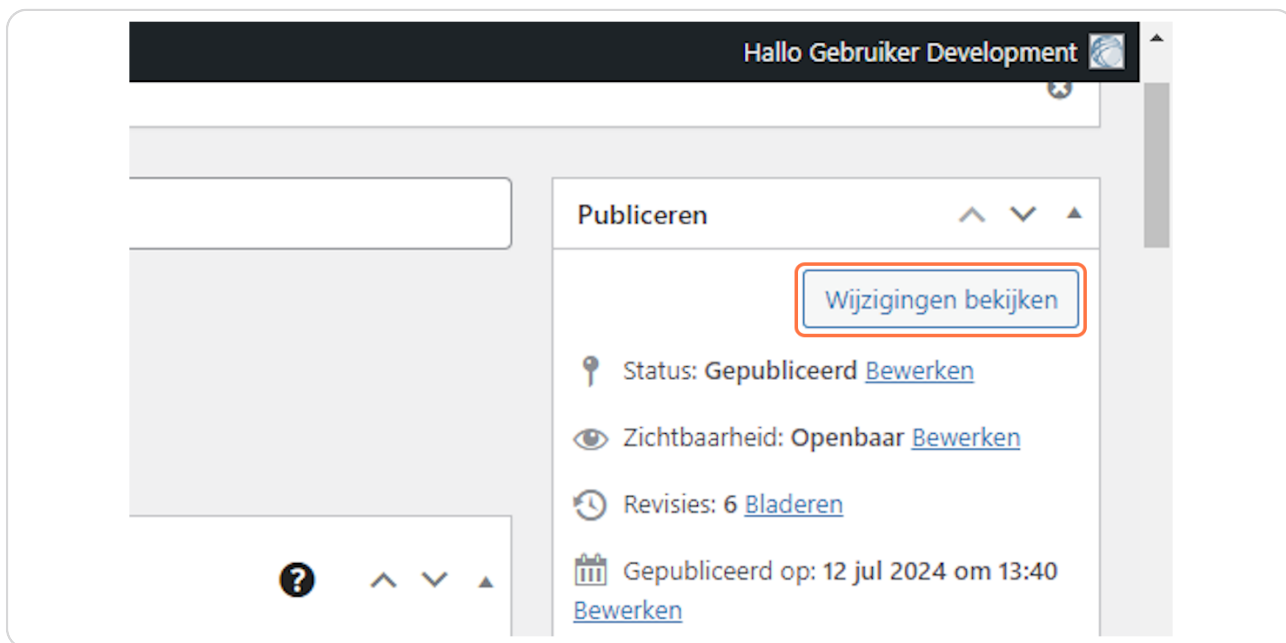 Hallo Gebruiker Development
Publiceren
Wijzigingen bekijken
Status: Gepubliceerd Bewerken
Zichtbaarheid: Openbaar Bewerken
Revisies: 6 Bladeren
Gepubliceerd op: 12 jul 2024 om 13:40
Bewerken